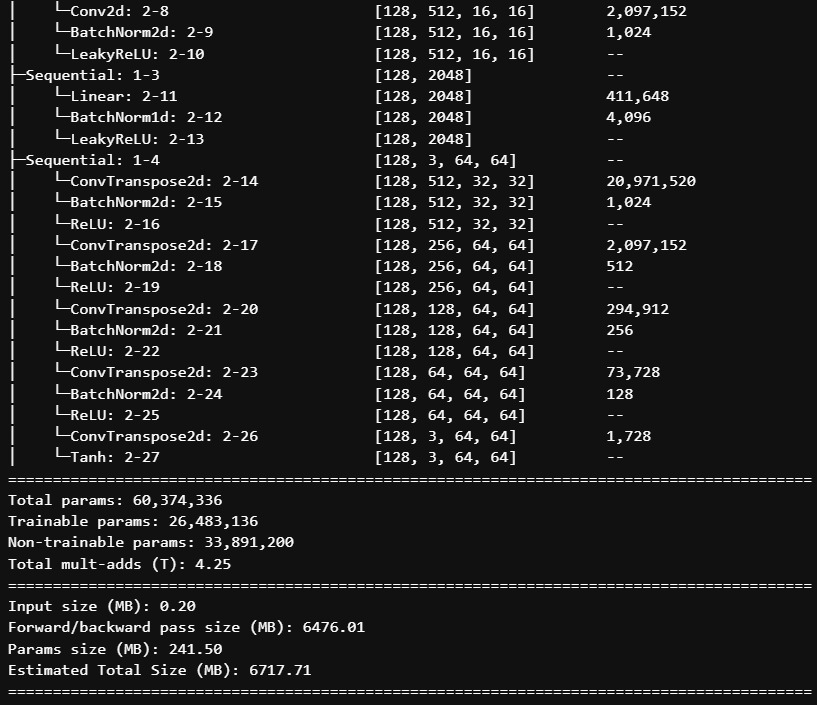 │    └─Conv2d: 2-8                       [128, 512, 16, 16]        2,097,152
│    └─BatchNorm2d: 2-9                  [128, 512, 16, 16]        1,024
│    └─LeakyReLU: 2-10                   [128, 512, 16, 16]        --
├─Sequential: 1-3                        [128, 2048]               --
│    └─Linear: 2-11                      [128, 2048]               411,648
│    └─BatchNorm1d: 2-12                 [128, 2048]               4,096
│    └─LeakyReLU: 2-13                   [128, 2048]               --
├─Sequential: 1-4                        [128, 3, 64, 64]          --
│    └─ConvTranspose2d: 2-14             [128, 512, 32, 32]        20,971,520
│    └─BatchNorm2d: 2-15                 [128, 512, 32, 32]        1,024
│    └─ReLU: 2-16                        [128, 512, 32, 32]        --
│    └─ConvTranspose2d: 2-17             [128, 256, 64, 64]        2,097,152
│    └─BatchNorm2d: 2-18                 [128, 256, 64, 64]        512
│    └─ReLU: 2-19                        [128, 256, 64, 64]        --
│    └─ConvTranspose2d: 2-20             [128, 128, 64, 64]        294,912
│    └─BatchNorm2d: 2-21                 [128, 128, 64, 64]        256
│    └─ReLU: 2-22                        [128, 128, 64, 64]        --
│    └─ConvTranspose2d: 2-23             [128, 64, 64, 64]         73,728
│    └─BatchNorm2d: 2-24                 [128, 64, 64, 64]         128
│    └─ReLU: 2-25                        [128, 64, 64, 64]         --
│    └─ConvTranspose2d: 2-26             [128, 3, 64, 64]          1,728
│    └─Tanh: 2-27                        [128, 3, 64, 64]          --
==========================================================================================
Total params: 60,374,336
Trainable params: 26,483,136
Non-trainable params: 33,891,200
Total mult-adds (T): 4.25
==========================================================================================
Input size (MB): 0.20
Forward/backward pass size (MB): 6476.01
Params size (MB): 241.50
Estimated Total Size (MB): 6717.71
==========================================================================================